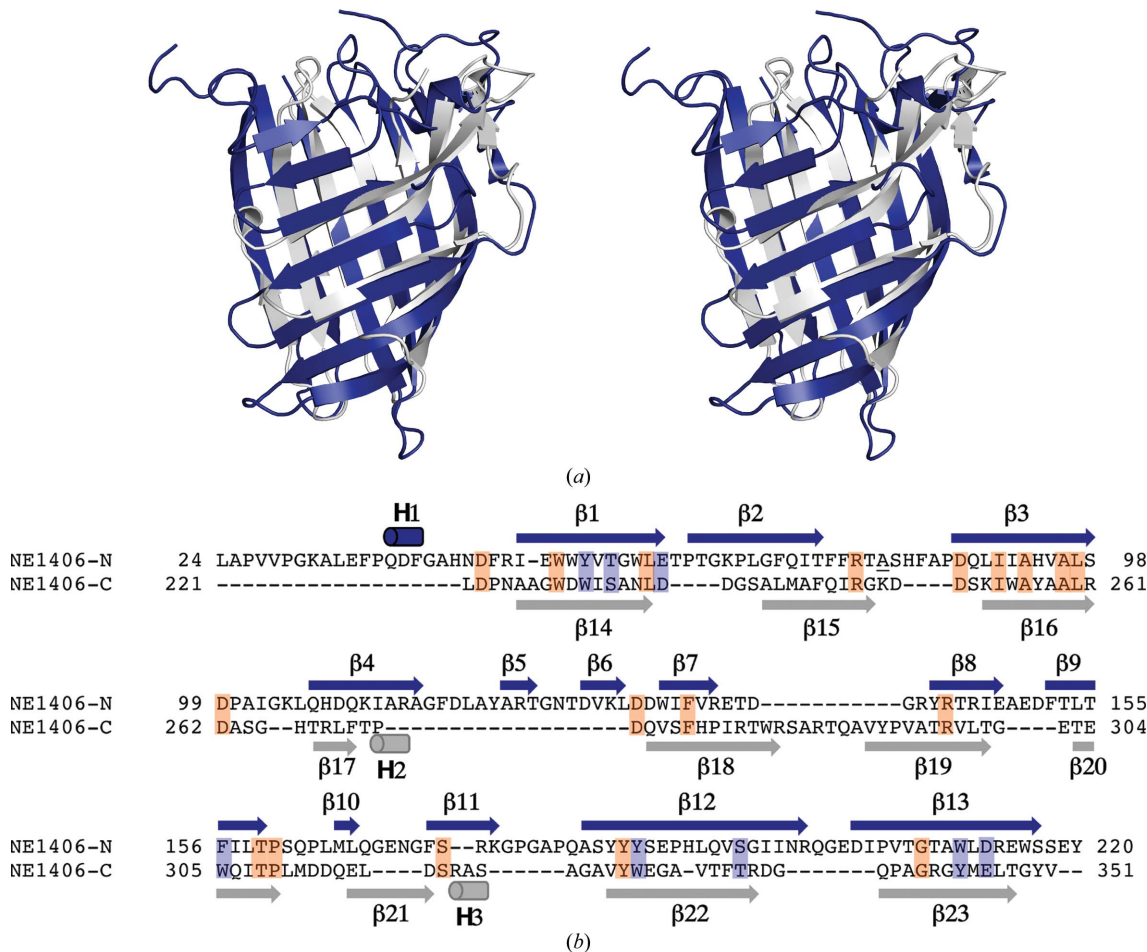 (a)
H1 β1 β2 β3
NE1406-N 24 LAPVVPGKALEFPQDFGAHNDFRI-EWWYYTGWLETPTGKPLGFQITFFRTASHFAPDQLIIAHVALS 98
NE1406-C 221 -------------------LDPNAAGWDWISANLD----DGSALMAFQIRGKD----DSKIWAYAALR 261
β14 β15 β16
β4 β5 β6 β7 β8 β9
NE1406-N 99 DPAIGKLQHDQKIARAGFDLAYARTGNTDVKLDDWIFVRETD-----------GRYRTRIEAEDFTLT 155
NE1406-C 262 DASG--HTRLFTP-------------------DQVSFHPIRTWRSARTQAVYPVATRVLTG----ETE 304
β17 H2 β18 β19 β20
β10 β11 β12 β13
NE1406-N 156 FILTPSQPLMLQGENGFS--RKGPGAPQASYYYSEPHLQVSGIINRQGEDIPVTGTAWLDREWSSEY 220
NE1406-C 305 WQITPLMDDQEL----DSRAS------AGAVYWEGA-VTFTRDG-------QPAGRGYMELTGYV-- 351
β21 H3 β22 β23
(b)